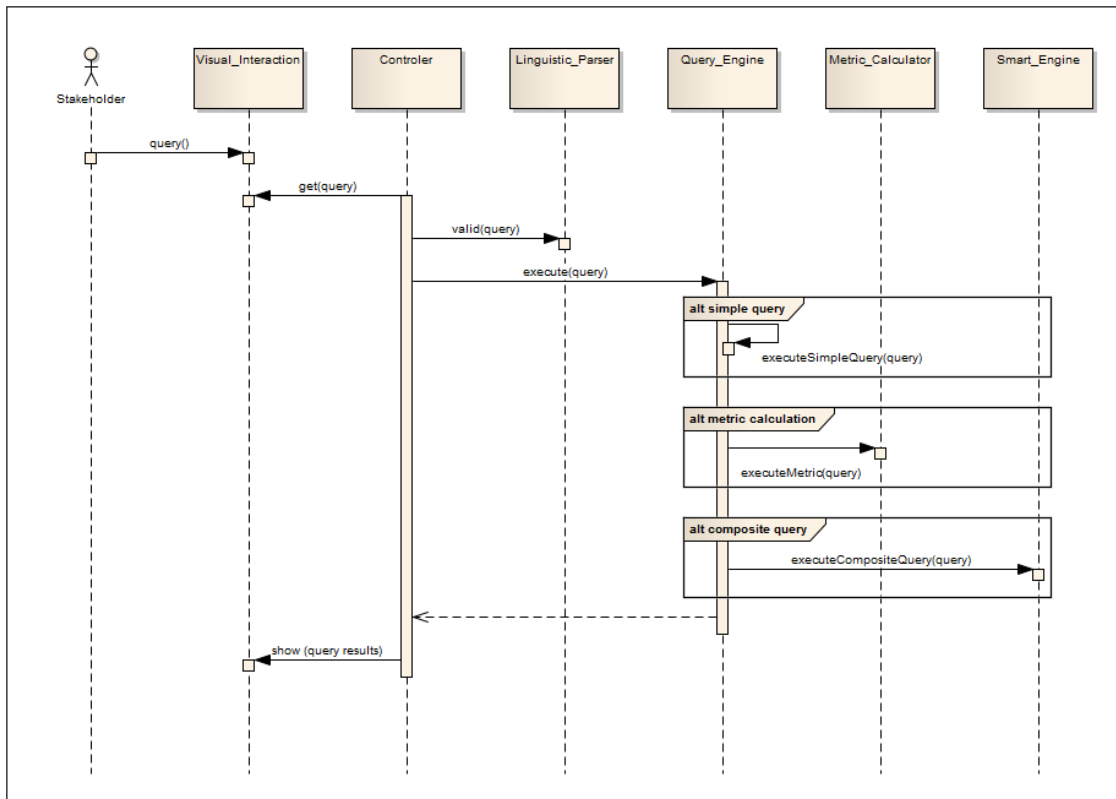 Visual_Interaction
Controler
Linguistic_Parser
Query_Engine
Metric_Calculator
Smart_Engine
Stakeholder
query()
get(query)
valid(query)
execute(query)
alt simple query
executeSimpleQuery(query)
alt metric calculation
executeMetric(query)
alt composite query
executeCompositeQuery(query)
show (query results)